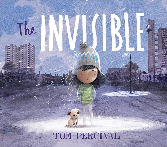 The
INVISIBLE
TOM PERCIVAL